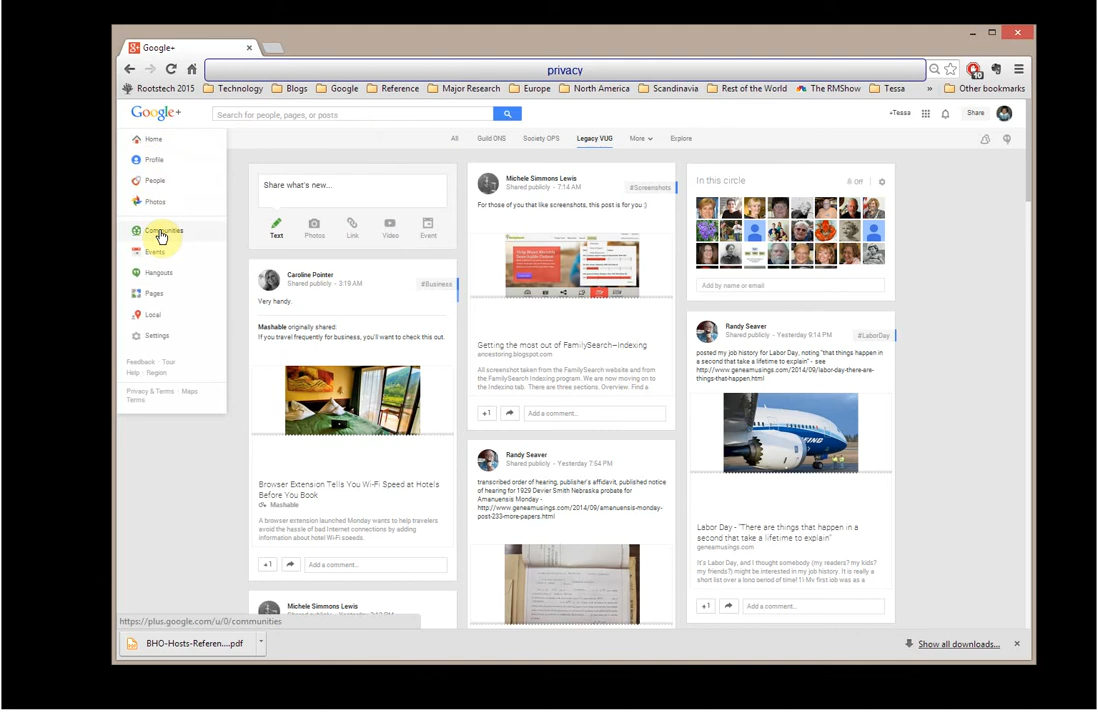 Google+
privacy
Rootstech 2015 Technology Blogs Google Reference Major Research Europe North America Scandinavia Rest of the World The RMShow Tessa » Other bookmarks
10
Google+
Search for people, pages, or posts
+Tessa
Share
Home
Profile
People
Photos
Communities
Events
Hangouts
Pages
Local
Settings
Feedback · Tour
Help · Region
Privacy & Terms · Maps
Terms
All Guild ONS Society OPS Legacy VUG More Explore
Share what's new...
Text Photos Link Video Event
Caroline Pointer
Shared publicly · 3:19 AM
#Business
Very handy.
Mashable originally shared:
If you travel frequently for business, you'll want to check this out.
Browser Extension Tells You Wi-Fi Speed at Hotels
Before You Book
Mashable
A browser extension launched Monday wants to help travelers
avoid the hassle of bad Internet connections by adding
information about hotel Wi-Fi speeds.
+1
Add a comment...
Michele Simmons Lewis
Michele Simmons Lewis
Shared publicly · 7:14 AM
#Screenshots
For those of you that like screenshots, this post is for you :)
Getting the most out of FamilySearch—Indexing
ancestoring.blogspot.com
All screenshot taken from the FamilySearch website and from
the FamilySearch Indexing program. We are now moving on to
the Indexing tab. There are three sections. Overview. Find a
+1
Add a comment...
Randy Seaver
Shared publicly · Yesterday 7:54 PM
transcribed order of hearing, publisher's affidavit, published notice
of hearing for 1929 Devier Smith Nebraska probate for
Amanuensis Monday -
http://www.geneamusings.com/2014/09/amanuensis-monday-
post-233-more-papers.html
In this circle
Off
Add by name or email
Randy Seaver
Shared publicly · Yesterday 9:14 PM
#LaborDay
posted my job history for Labor Day, noting "that things happen in
a second that take a lifetime to explain" - see
http://www.geneamusings.com/2014/09/labor-day-there-are-
things-that-happen.html
BOEING
Labor Day - "There are things that happen in a
second that take a lifetime to explain"
geneamusings.com
It's Labor Day, and I thought somebody (my readers? my kids?
my friends?) might be interested in my job history. It is really a
short list over a long period of time! 1) My first job was as a
+1
Add a comment...
https://plus.google.com/u/0/communities
BHO-Hosts-Referen....pdf
Show all downloads...